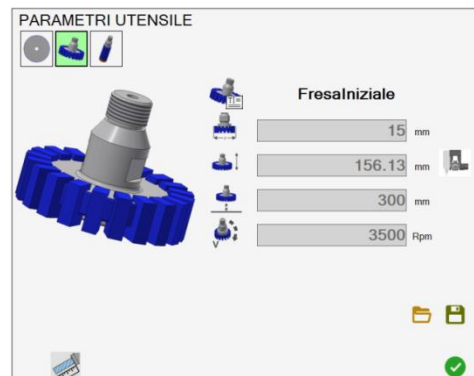 PARAMETRI UTENSILE
FresaIniziale
15 mm
156.13 mm
300 mm
3500 Rpm
V